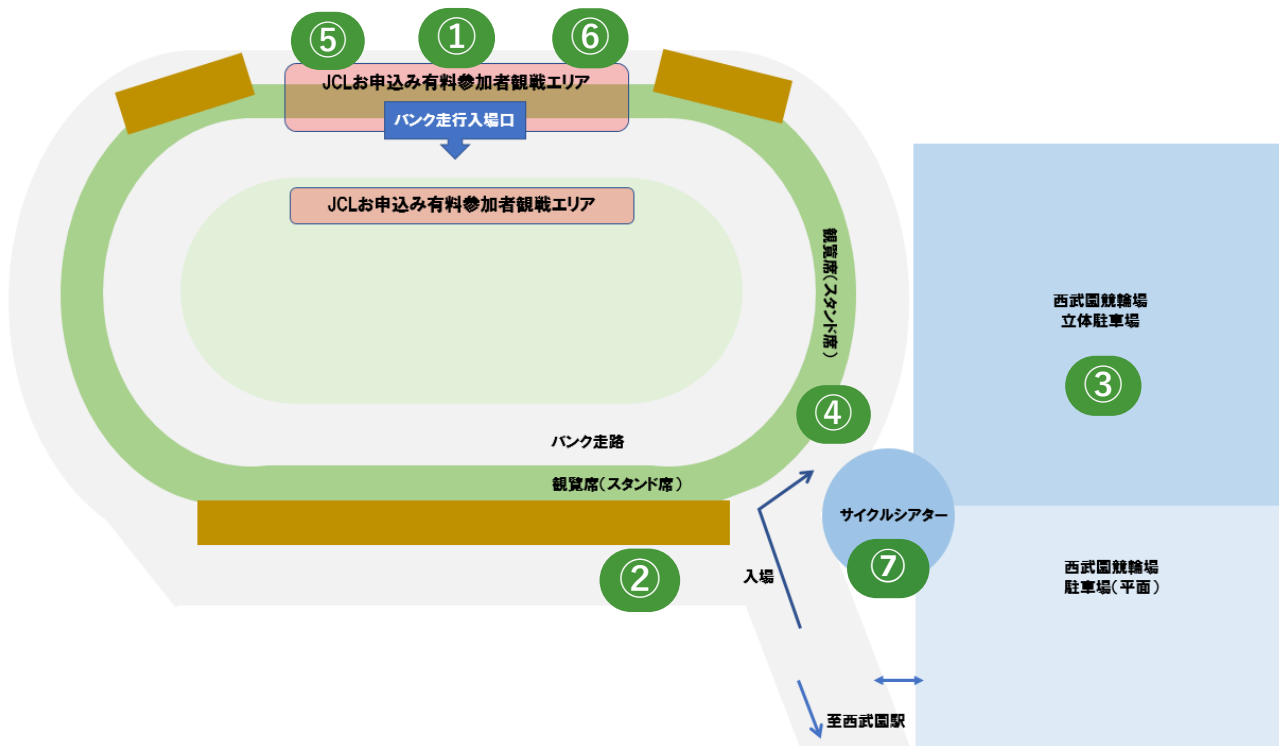 ⑤
①
⑥
JCLお申込み有料参加者観戦エリア
バンク走行入場口
JCLお申込み有料参加者観戦エリア
観覧席(スタンド席)
西武園競輪場
立体駐車場
③
④
バンク走路
観覧席(スタンド席)
サイクルシアター
②
入場
⑦
西武園競輪場
駐車場(平面)
至西武園駅